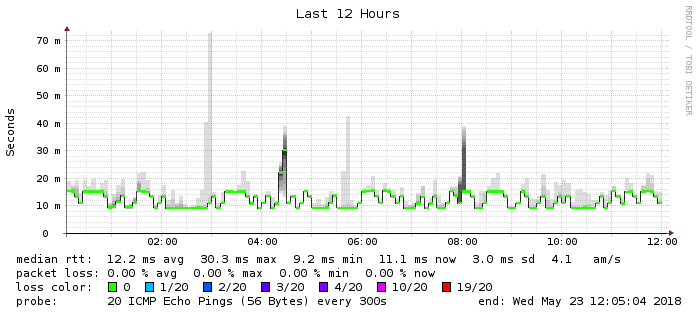 Last 12 Hours
RRDTOOL / TOBI OETIKER
Seconds
70 m
60 m
50 m
40 m
30 m
20 m
10 m
0
02:00 04:00 06:00 08:00 10:00 12:00
median rtt: 12.2 ms avg 30.3 ms max 9.2 ms min 11.1 ms now 3.0 ms sd 4.1 am/s
packet loss: 0.00 % avg 0.00 % max 0.00 % min 0.00 % now
loss color: 0 1/20 2/20 3/20 4/20 10/20 19/20
probe: 20 ICMP Echo Pings (56 Bytes) every 300s end: Wed May 23 12:05:04 2018